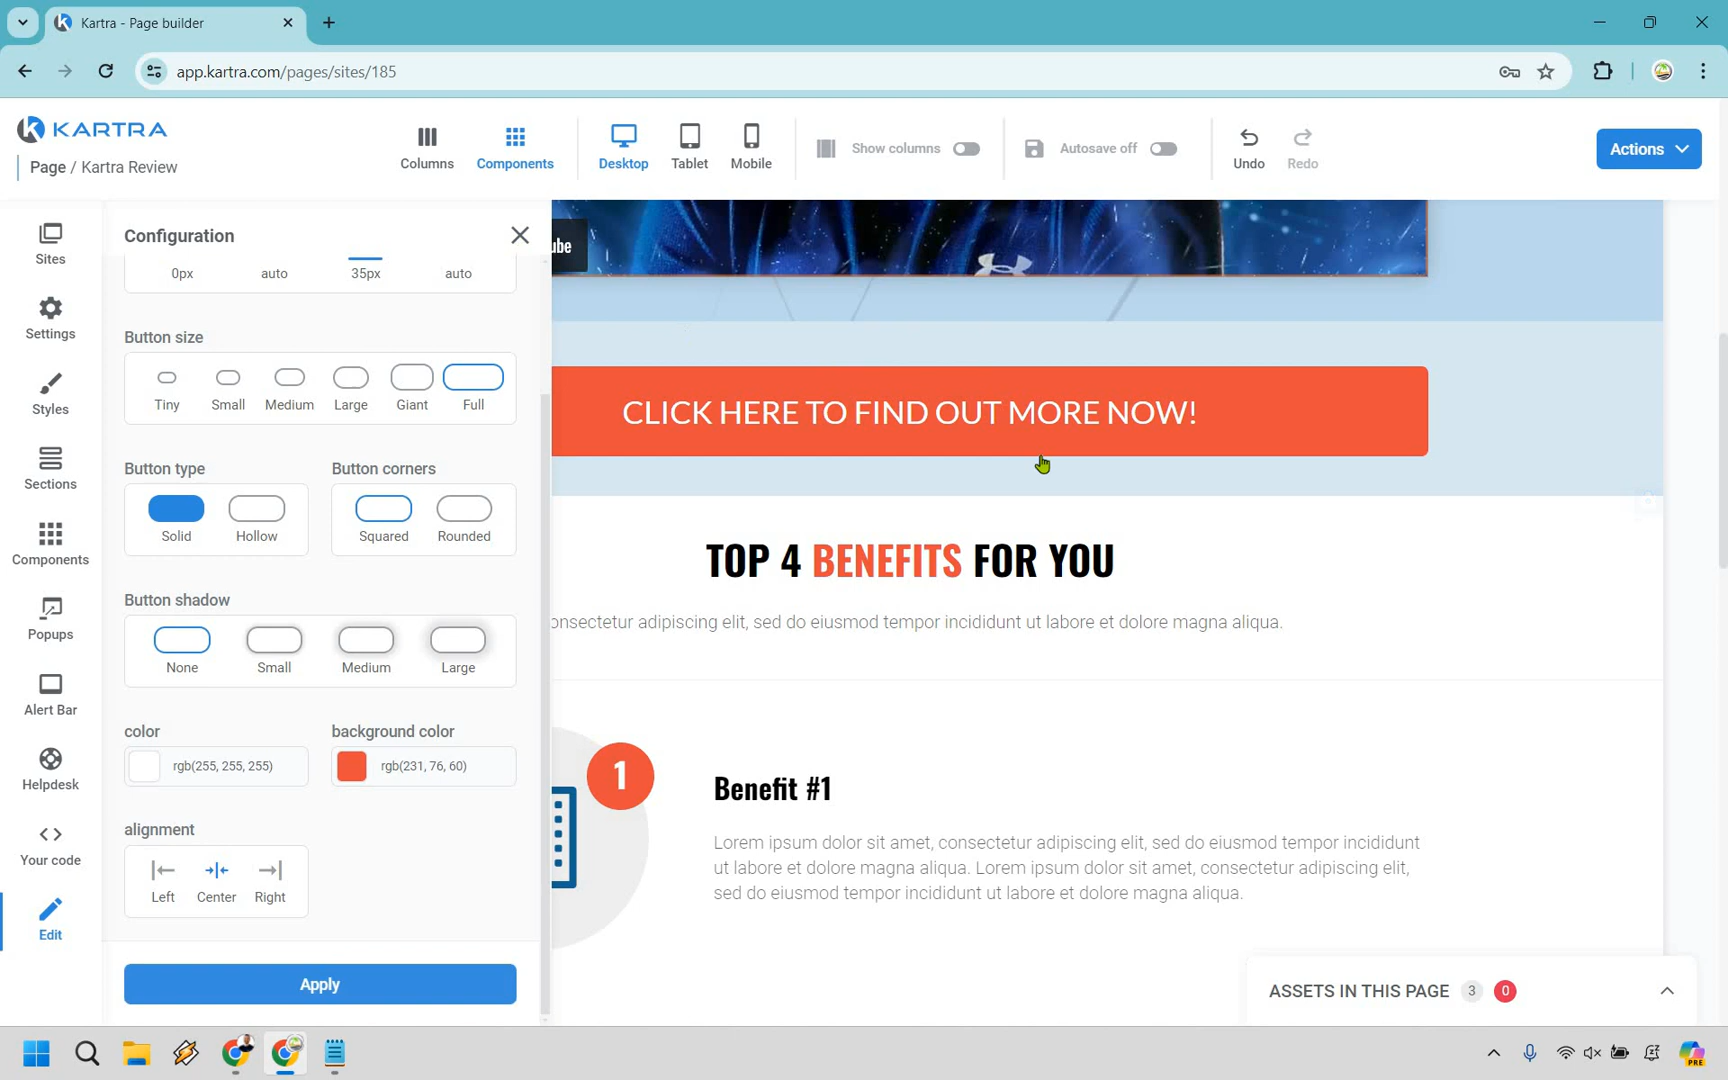 Kartra - Page builder
app.kartra.com/pages/sites/185
KARTRA
Page / Kartra Review
Columns
Components
Desktop
Tablet
Mobile
Show columns
Autosave off
Undo
Redo
Actions
Sites
Settings
Styles
Sections
Components
Popups
Alert Bar
Helpdesk
Your code
Edit
Configuration
0px auto 35px auto
Button size
Tiny Small Medium Large Giant Full
Button type
Solid Hollow
Button corners
Squared Rounded
Button shadow
None Small Medium Large
color
rgb(255, 255, 255)
background color
rgb(231, 76, 60)
alignment
Left Center Right
Apply
ube
CLICK HERE TO FIND OUT MORE NOW!
TOP 4 BENEFITS FOR YOU
onsectetur adipiscing elit, sed do eiusmod tempor incididunt ut labore et dolore magna aliqua.
1
Benefit #1
Lorem ipsum dolor sit amet, consectetur adipiscing elit, sed do eiusmod tempor incididunt
ut labore et dolore magna aliqua. Lorem ipsum dolor sit amet, consectetur adipiscing elit,
sed do eiusmod tempor incididunt ut labore et dolore magna aliqua.
ASSETS IN THIS PAGE 3 0
PRE